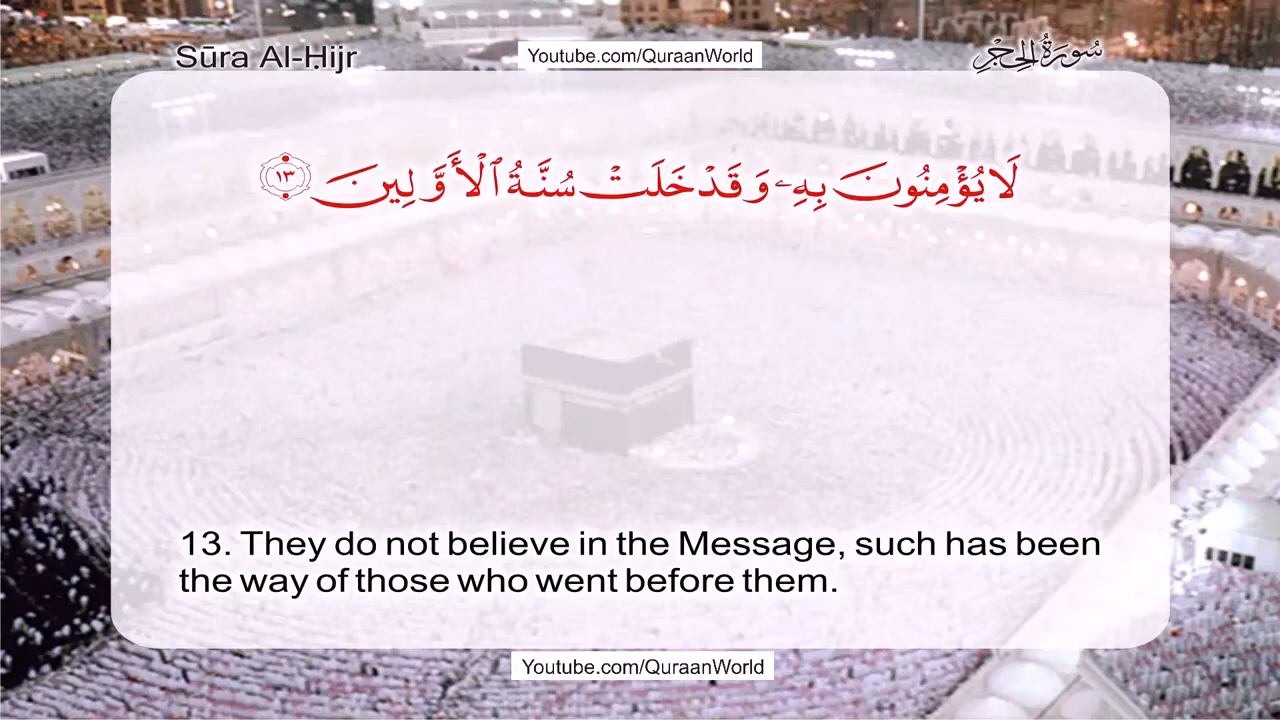 Sūra Al-Ḥijr
Youtube.com/QuraanWorld
سُورَةُ الحِجْرِ
لَا يُؤْمِنُونَ بِهِۦ وَقَدْ خَلَتْ سُنَّةُ ٱلْأَوَّلِينَ ١٣
13. They do not believe in the Message, such has been
the way of those who went before them.
Youtube.com/QuraanWorld